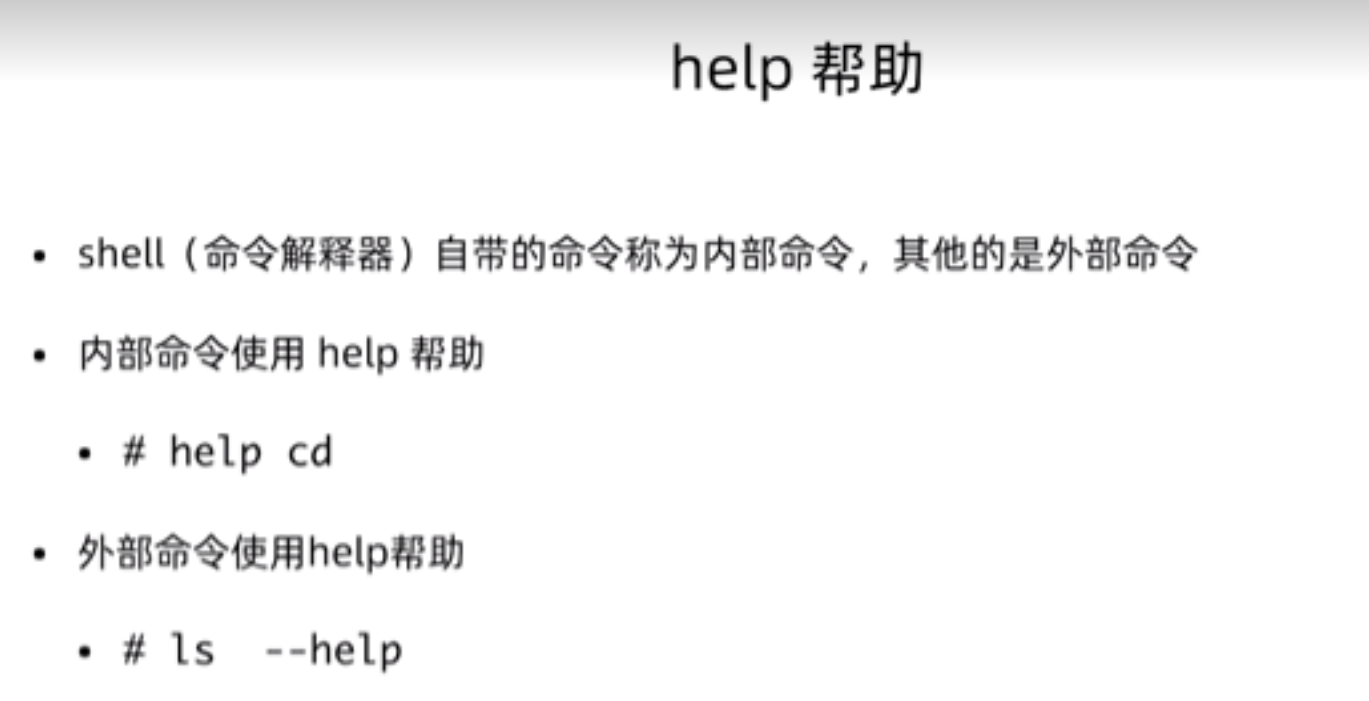 help 帮助
• shell（命令解释器）自带的命令称为内部命令，其他的是外部命令
• 内部命令使用 help 帮助
• # help cd
• 外部命令使用help帮助
• # ls  --help